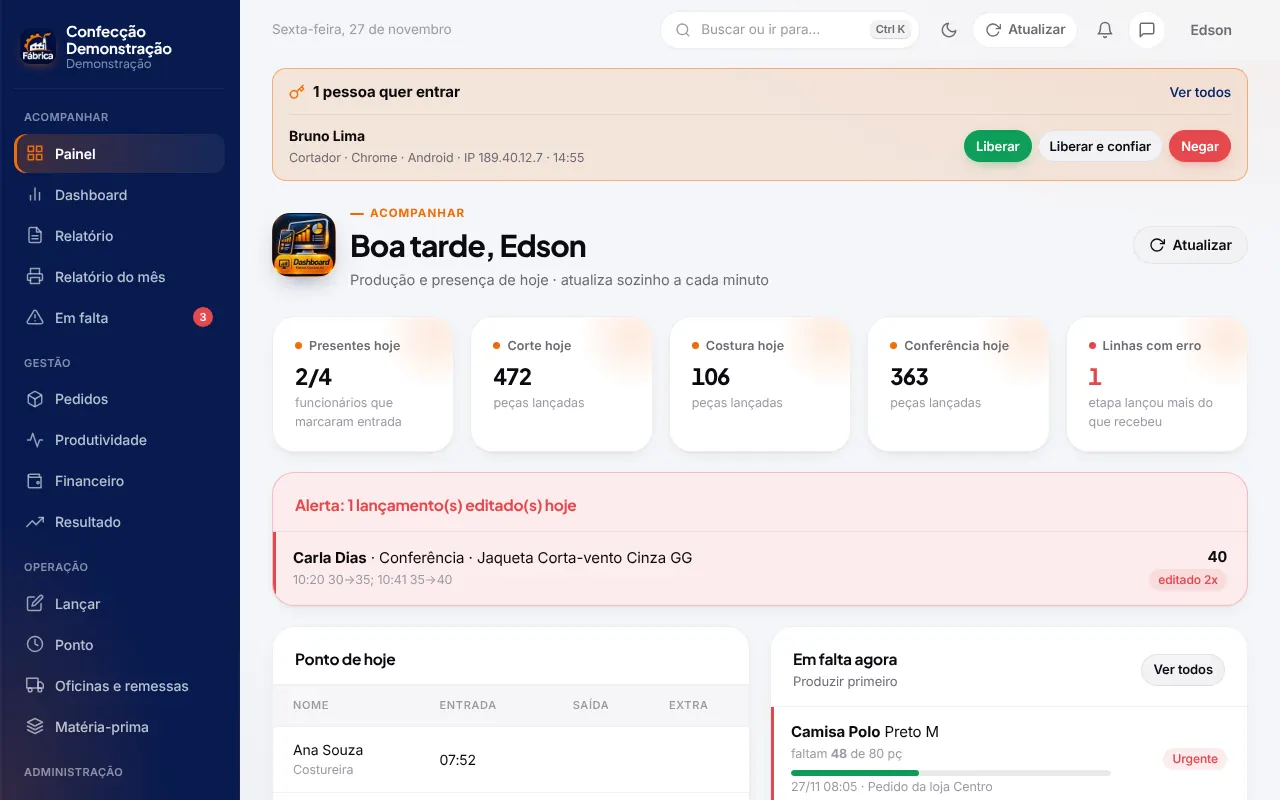 Fábrica
Confecção
Demonstração
Demonstração
ACOMPANHAR
Painel
Dashboard
Relatório
Relatório do mês
Em falta
3
GESTÃO
Pedidos
Produtividade
Financeiro
Resultado
OPERAÇÃO
Lançar
Ponto
Oficinas e remessas
Matéria-prima
ADMINISTRAÇÃO
Sexta-feira, 27 de novembro
Buscar ou ir para...
Ctrl K
Atualizar
Edson
1 pessoa quer entrar
Ver todos
Bruno Lima
Cortador · Chrome · Android · IP 189.40.12.7 · 14:55
Liberar
Liberar e confiar
Negar
Dashboard
— ACOMPANHAR
Boa tarde, Edson
Produção e presença de hoje · atualiza sozinho a cada minuto
Atualizar
Presentes hoje
2/4
funcionários que
marcaram entrada
Corte hoje
472
peças lançadas
Costura hoje
106
peças lançadas
Conferência hoje
363
peças lançadas
Linhas com erro
1
etapa lançou mais do
que recebeu
Alerta: 1 lançamento(s) editado(s) hoje
Carla Dias · Conferência · Jaqueta Corta-vento Cinza GG
10:20 30→35; 10:41 35→40
40
editado 2x
Ponto de hoje
NOME ENTRADA SAÍDA EXTRA
Ana Souza
Costureira
07:52
Em falta agora
Produzir primeiro
Ver todos
Camisa Polo Preto M
faltam 48 de 80 pç
Urgente
27/11 08:05 · Pedido da loja Centro